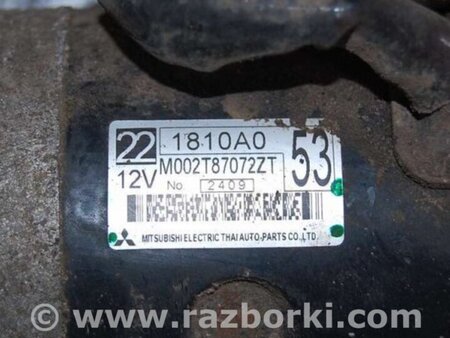 22 1810A0 53
12V M002T87072ZT
No. 2409
MITSUBISHI ELECTRIC THAI AUTO-PARTS CO., LTD.
www.razborki.com